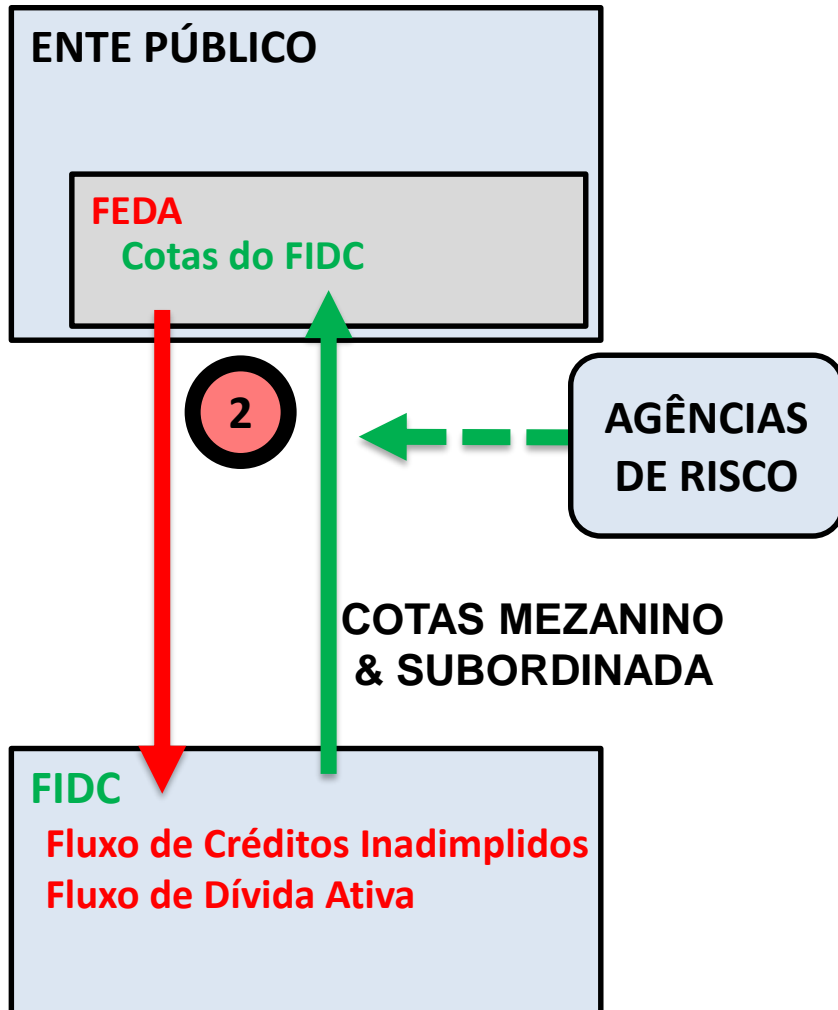 ENTE PÚBLICO
FEDA
Cotas do FIDC
2
AGÊNCIAS
DE RISCO
COTAS MEZANINO
& SUBORDINADA
FIDC
Fluxo de Créditos Inadimplidos
Fluxo de Dívida Ativa